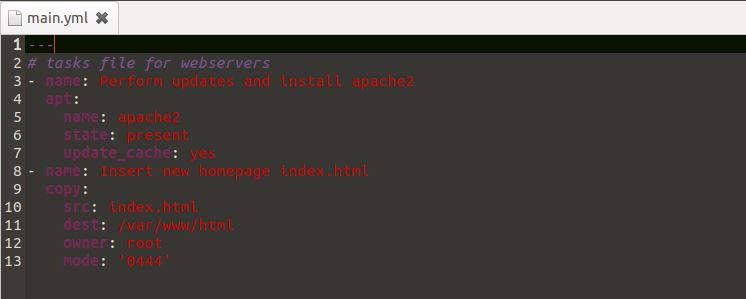 main.yml
1 ---
2 # tasks file for webservers
3 - name: Perform updates and install apache2
4   apt:
5     name: apache2
6     state: present
7     update_cache: yes
8 - name: Insert new homepage index.html
9   copy:
10     src: index.html
11     dest: /var/www/html
12     owner: root
13     mode: '0444'